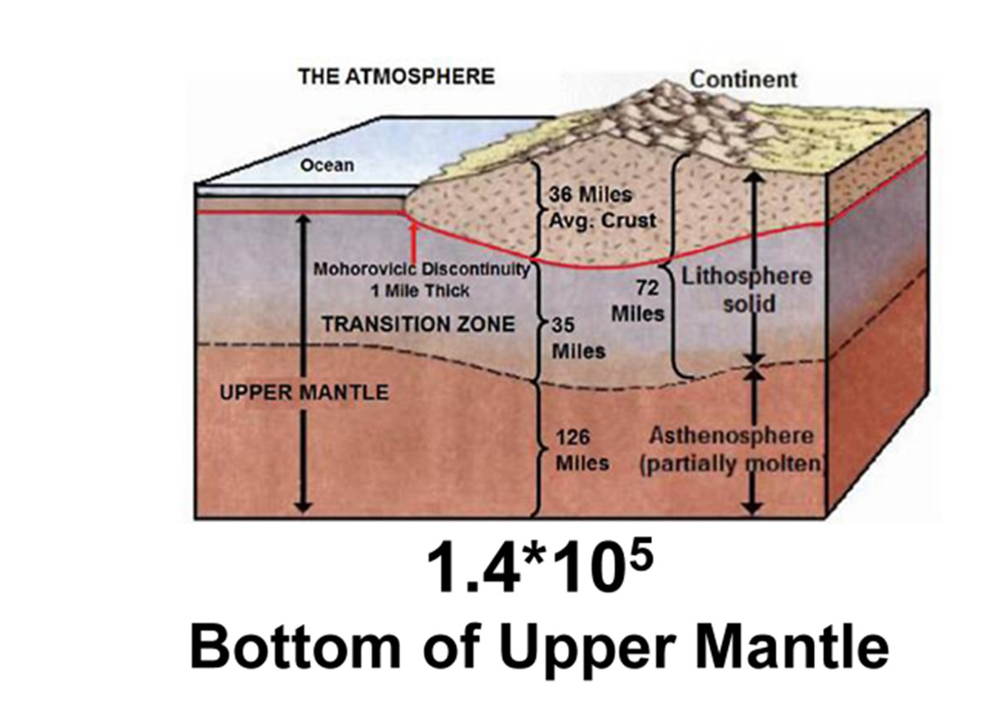 THE ATMOSPHERE
Continent
Ocean
36 Miles
Avg. Crust
Mohorovicic Discontinuity
1 Mile Thick
TRANSITION ZONE
35
Miles
72
Miles
Lithosphere
solid
UPPER MANTLE
126
Miles
Asthenosphere
(partially molten)
1.4*10⁵
Bottom of Upper Mantle